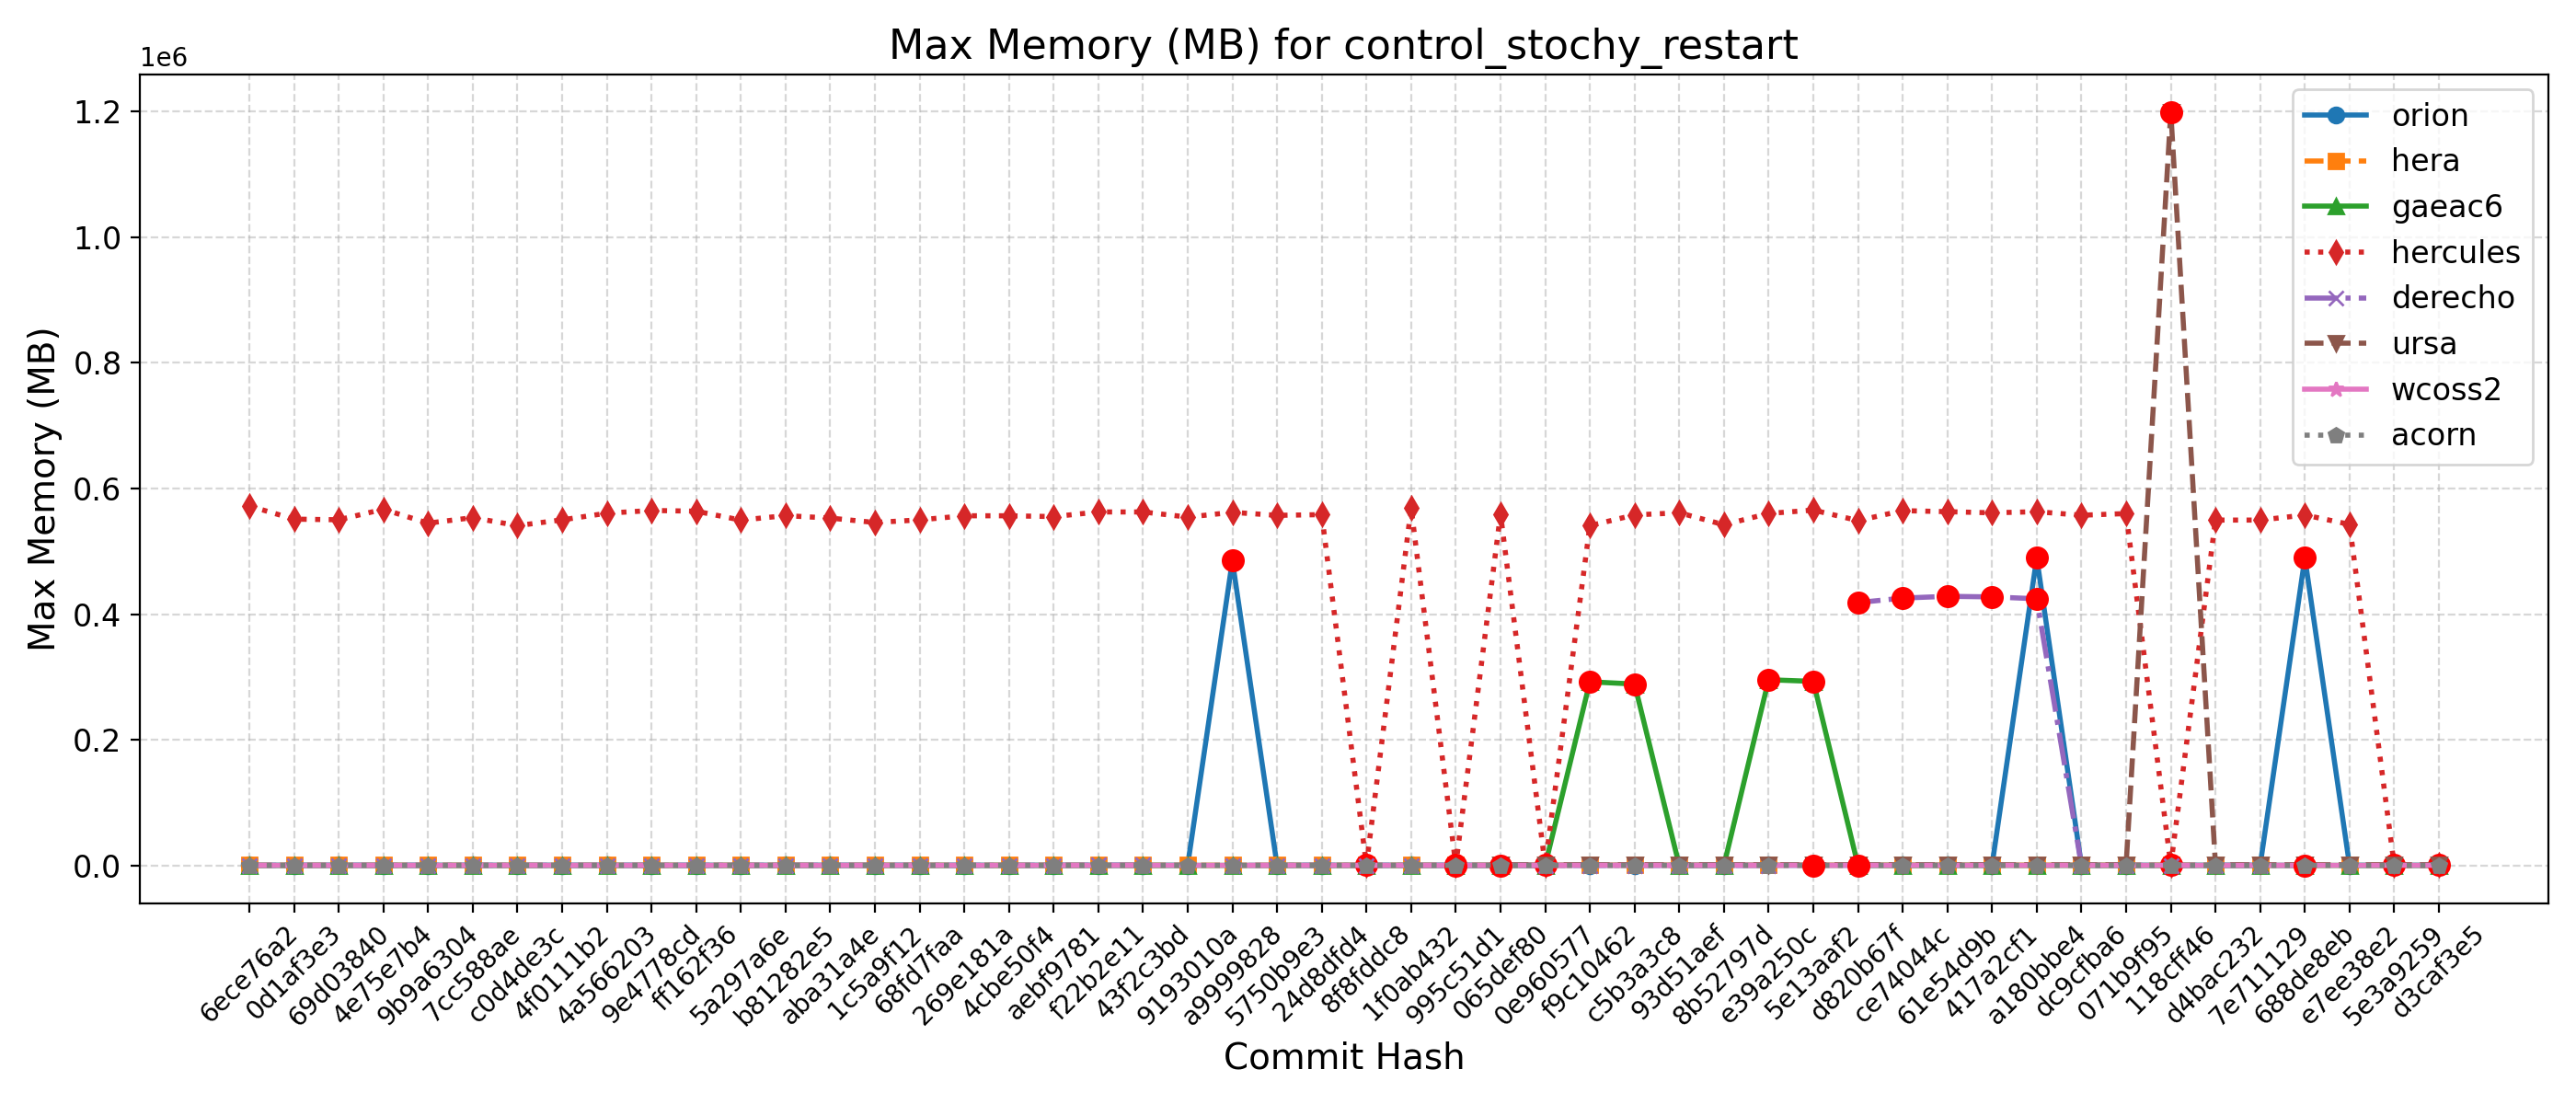 Max Memory (MB) for control_stochy_restart
1e6
1.2
1.0
0.8
0.6
0.4
0.2
0.0
Max Memory (MB)
orion
hera
gaeac6
hercules
derecho
ursa
wcoss2
acorn
6ece76a2
0d1af3e3
69d03840
4e75e7b4
9b9a6304
7cc588ae
c0d4de3c
4f0111b2
4a566203
9e4778cd
ff162f36
5a297a6e
b81282e5
aba31a4e
1c5a9f12
68fd7faa
269e181a
4cbe50f4
aebf9781
f22b2e11
43f2c3bd
9193010a
a9999828
5750b9e3
24d8dfd4
8f8fddc8
1f0ab432
995c51d1
065def80
0e960577
f9c10462
c5b3a3c8
93d51aef
8b52797d
e39a250c
5e13aaf2
d820b67f
ce74044c
61e54d9b
417a2cf1
a180bbe4
dc9cfba6
071b9f95
118cff46
d4bac232
7e711129
688de8eb
e7ee38e2
5e3a9259
d3caf3e5
Commit Hash